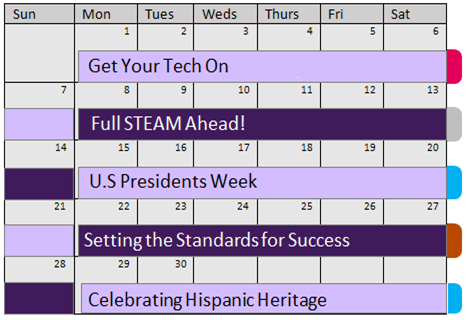 Sun Mon Tues Weds Thurs Fri Sat
1 2 3 4 5 6
Get Your Tech On
7 8 9 10 11 12 13
Full STEAM Ahead!
14 15 16 17 18 19 20
U.S Presidents Week
21 22 23 24 25 26 27
Setting the Standards for Success
28 29 30
Celebrating Hispanic Heritage